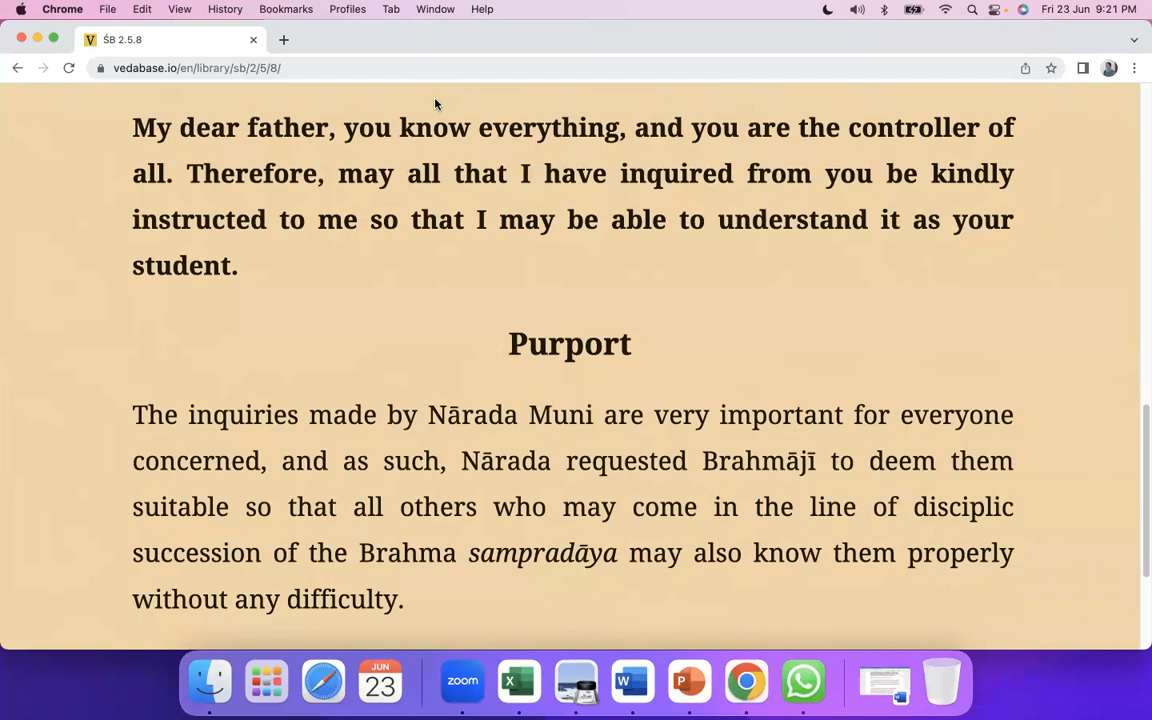 Chrome File Edit View History Bookmarks Profiles Tab Window Help Fri 23 Jun 9:21 PM
V ŚB 2.5.8
vedabase.io/en/library/sb/2/5/8/
My dear father, you know everything, and you are the controller of
all. Therefore, may all that I have inquired from you be kindly
instructed to me so that I may be able to understand it as your
student.
Purport
The inquiries made by Nārada Muni are very important for everyone
concerned, and as such, Nārada requested Brahmājī to deem them
suitable so that all others who may come in the line of disciplic
succession of the Brahma sampradāya may also know them properly
without any difficulty.
JUN
23
zoom
X
W
P
W